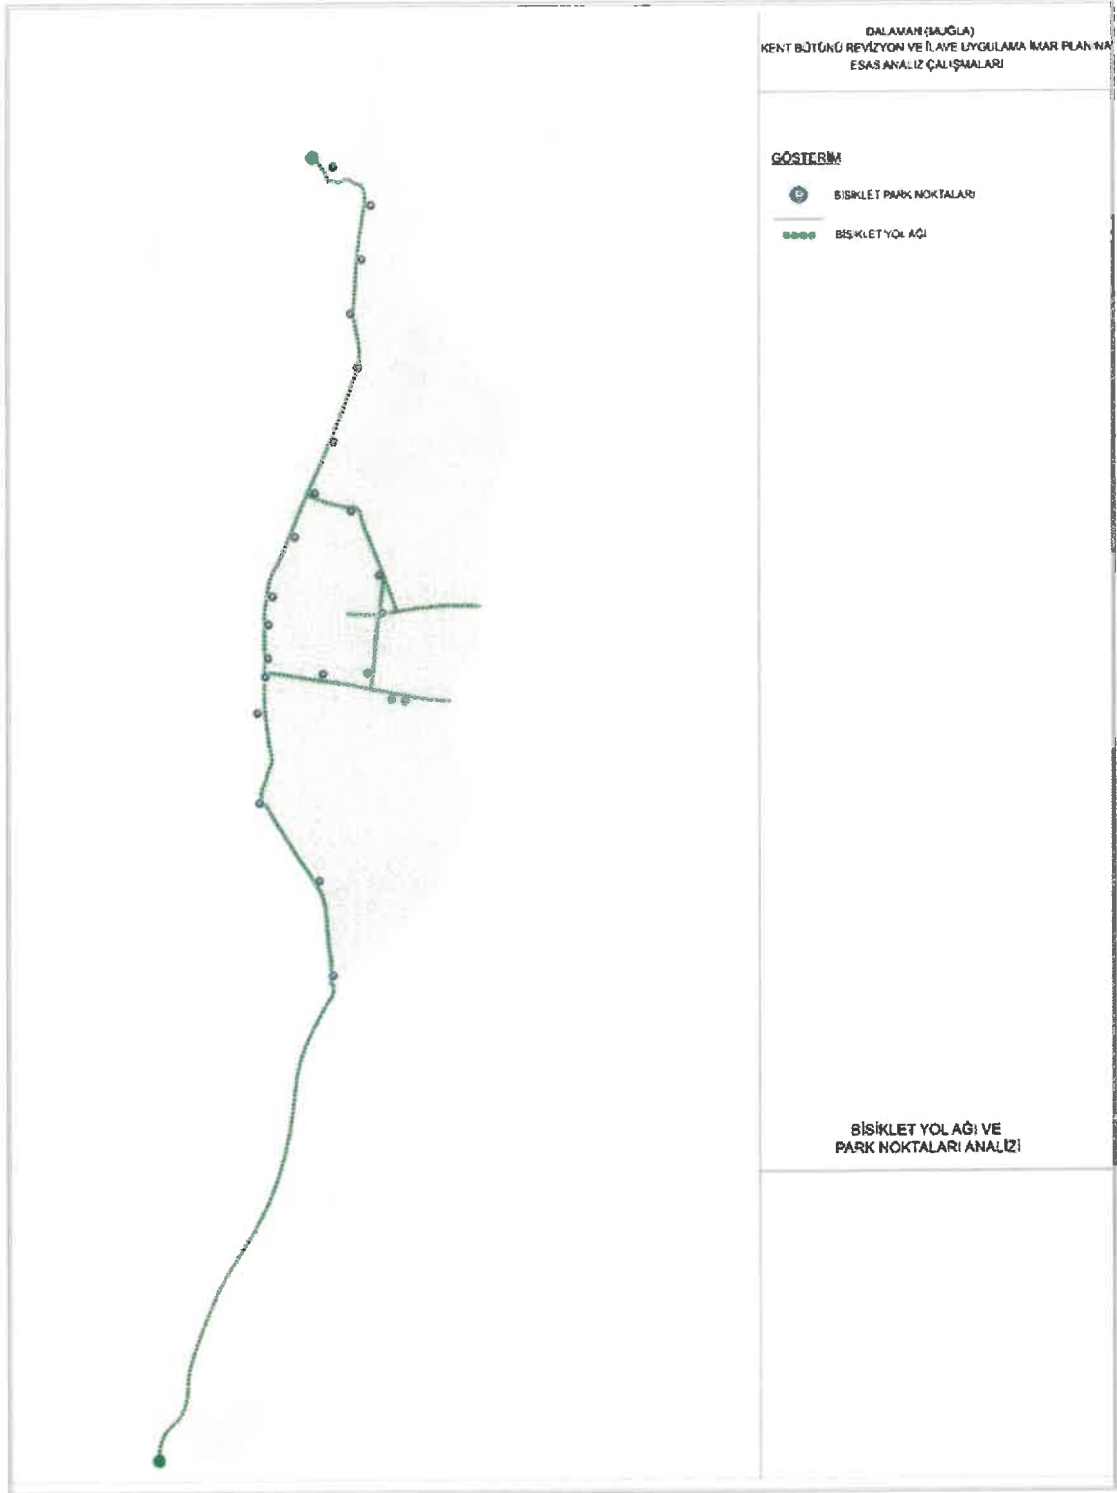 DALAMAN (MUĞLA)
KENT BÜTÜNÜ REVİZYON VE İLAVE UYGULAMA İMAR PLANINA
ESAS ANALİZ ÇALIŞMALARI
GÖSTERİM
BİSİKLET PARK NOKTALARI
BİSİKLET YOL AĞI
BİSİKLET YOL AĞI VE
PARK NOKTALARI ANALİZİ